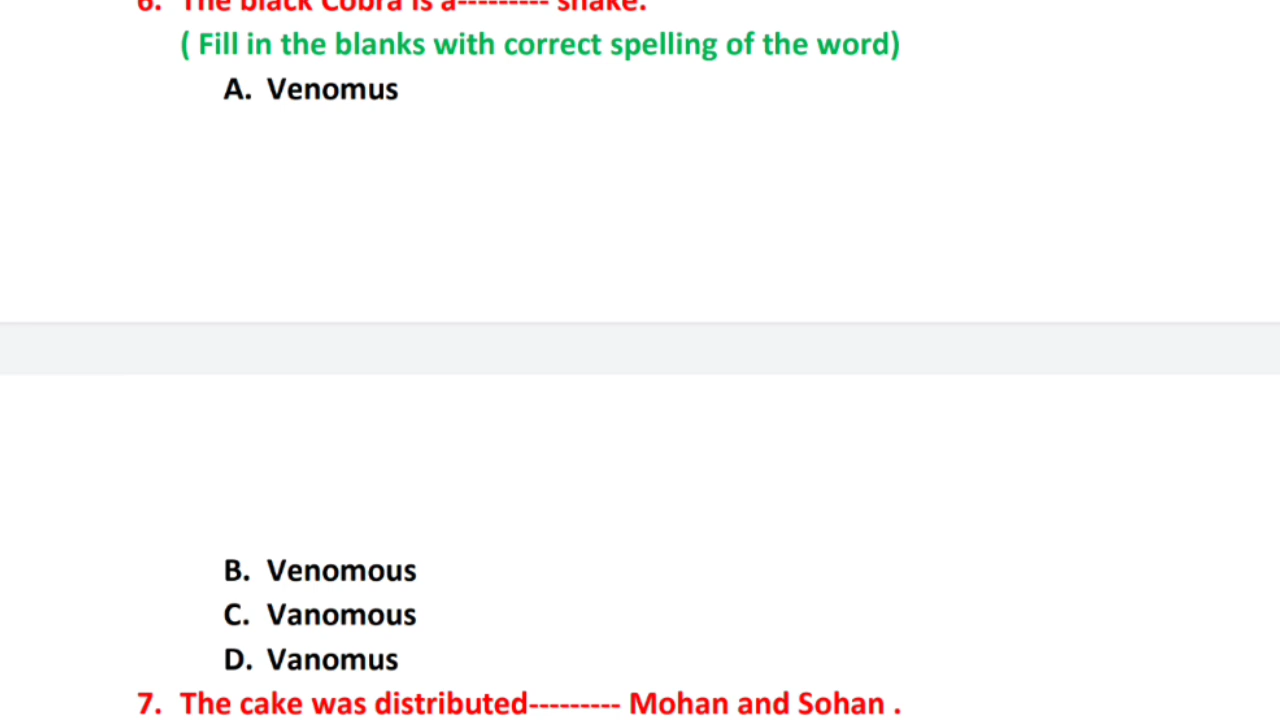 6. The black Cobra is a--------- snake.
( Fill in the blanks with correct spelling of the word)
A. Venomus
B. Venomous
C. Vanomous
D. Vanomus
7. The cake was distributed--------- Mohan and Sohan .